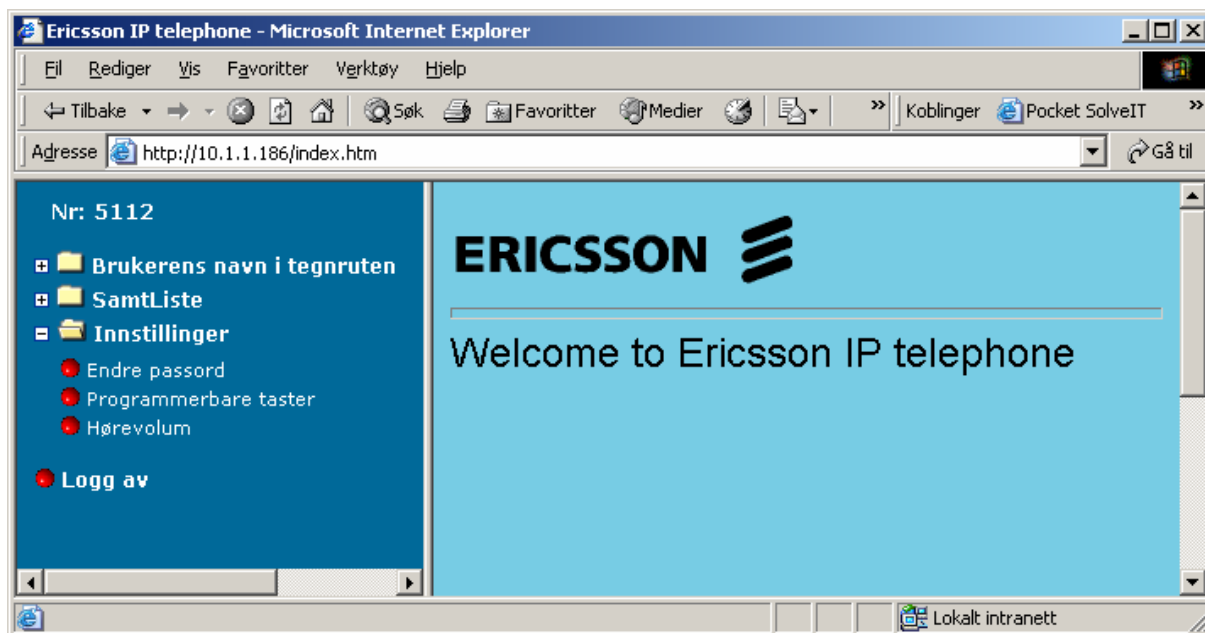 Ericsson IP telephone - Microsoft Internet Explorer
Fil Rediger Vis Favoritter Verktøy Hjelp
Tilbake Søk Favoritter Medier » Koblinger Pocket SolveIT »
Adresse http://10.1.1.186/index.htm Gå til
Nr: 5112
Brukerens navn i tegnruten
SamtListe
Innstillinger
Endre passord
Programmerbare taster
Hørevolum
Logg av
ERICSSON
Welcome to Ericsson IP telephone
Lokalt intranett